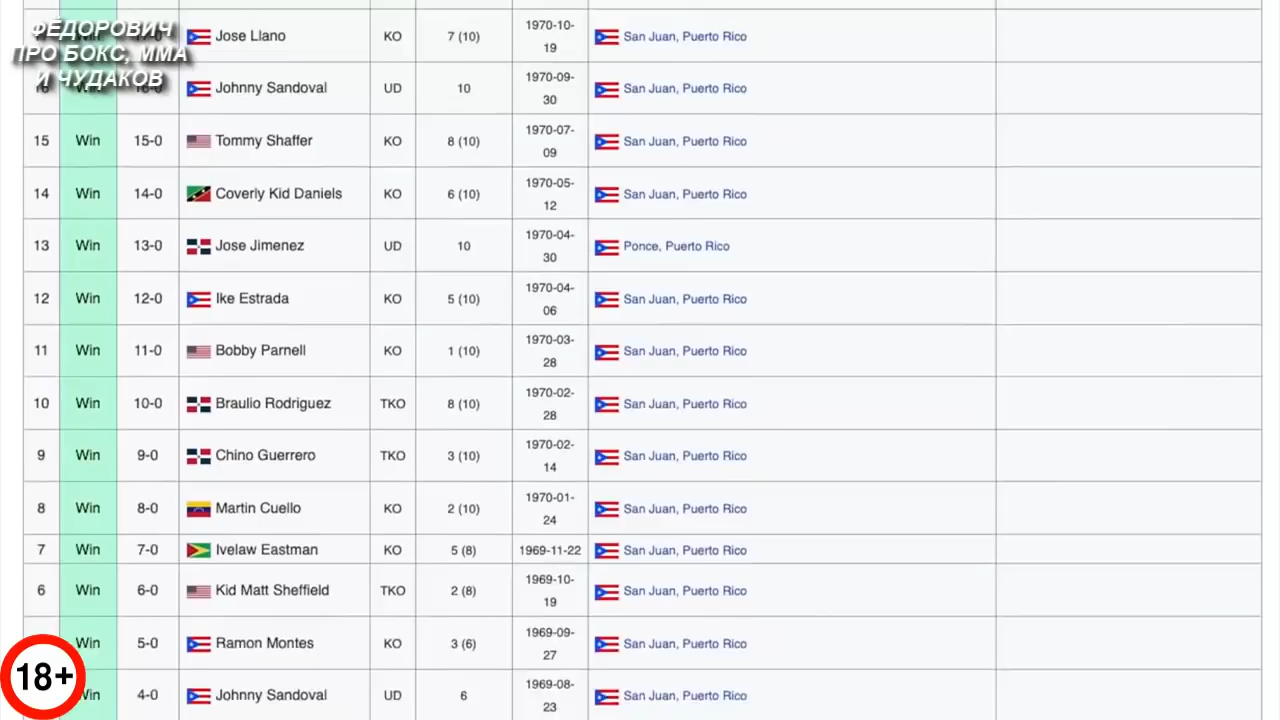 ФЁДОРОВИЧ
ПРО БОКС, ММА
И ЧУДАКОВ
Jose Llano KO 7 (10) 1970-10-
19 San Juan, Puerto Rico
Johnny Sandoval UD 10 1970-09-
30 San Juan, Puerto Rico
15 Win 15-0 Tommy Shaffer KO 8 (10) 1970-07-
09 San Juan, Puerto Rico
14 Win 14-0 Coverly Kid Daniels KO 6 (10) 1970-05-
12 San Juan, Puerto Rico
13 Win 13-0 Jose Jimenez UD 10 1970-04-
30 Ponce, Puerto Rico
12 Win 12-0 Ike Estrada KO 5 (10) 1970-04-
06 San Juan, Puerto Rico
11 Win 11-0 Bobby Parnell KO 1 (10) 1970-03-
28 San Juan, Puerto Rico
10 Win 10-0 Braulio Rodriguez TKO 8 (10) 1970-02-
28 San Juan, Puerto Rico
9 Win 9-0 Chino Guerrero TKO 3 (10) 1970-02-
14 San Juan, Puerto Rico
8 Win 8-0 Martin Cuello KO 2 (10) 1970-01-
24 San Juan, Puerto Rico
7 Win 7-0 Ivelaw Eastman KO 5 (8) 1969-11-22 San Juan, Puerto Rico
6 Win 6-0 Kid Matt Sheffield TKO 2 (8) 1969-10-
19 San Juan, Puerto Rico
Win 5-0 Ramon Montes KO 3 (6) 1969-09-
27 San Juan, Puerto Rico
Win 4-0 Johnny Sandoval UD 6 1969-08-
23 San Juan, Puerto Rico
18+